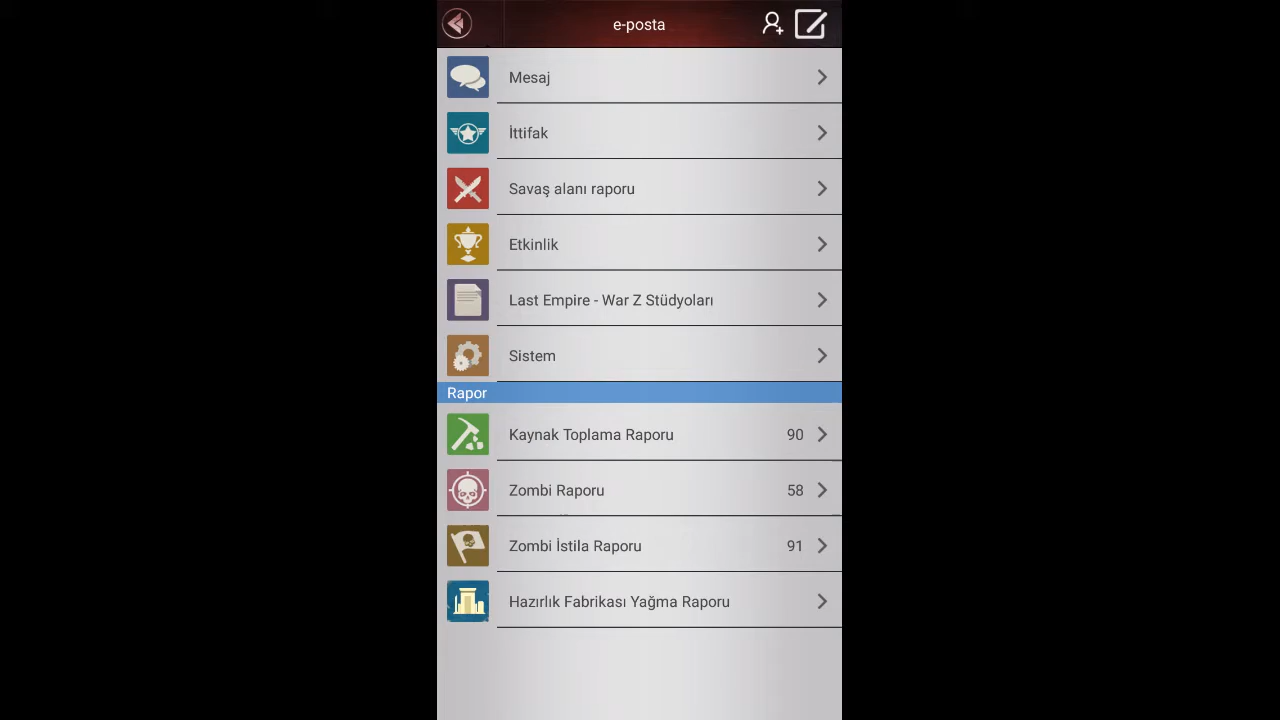 e-posta
Mesaj
İttifak
Savaş alanı raporu
Etkinlik
Last Empire - War Z Stüdyoları
Sistem
Rapor
Kaynak Toplama Raporu 90
Zombi Raporu 58
Zombi İstila Raporu 91
Hazırlık Fabrikası Yağma Raporu